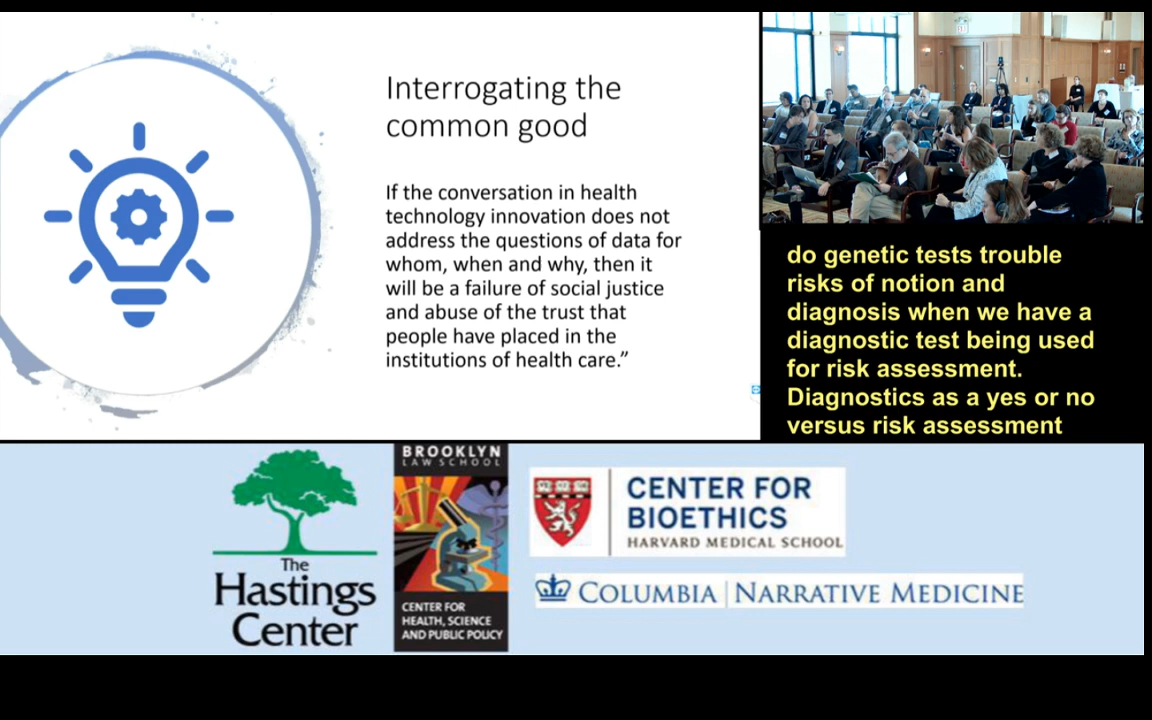 Interrogating the
common good
If the conversation in health
technology innovation does not
address the questions of data for
whom, when and why, then it
will be a failure of social justice
and abuse of the trust that
people have placed in the
institutions of health care.”
do genetic tests trouble
risks of notion and
diagnosis when we have a
diagnostic test being used
for risk assessment.
Diagnostics as a yes or no
versus risk assessment
The
Hastings
Center
BROOKLYN
LAW SCHOOL
CENTER FOR
HEALTH, SCIENCE
AND PUBLIC POLICY
CENTER FOR
BIOETHICS
HARVARD MEDICAL SCHOOL
COLUMBIA | NARRATIVE MEDICINE